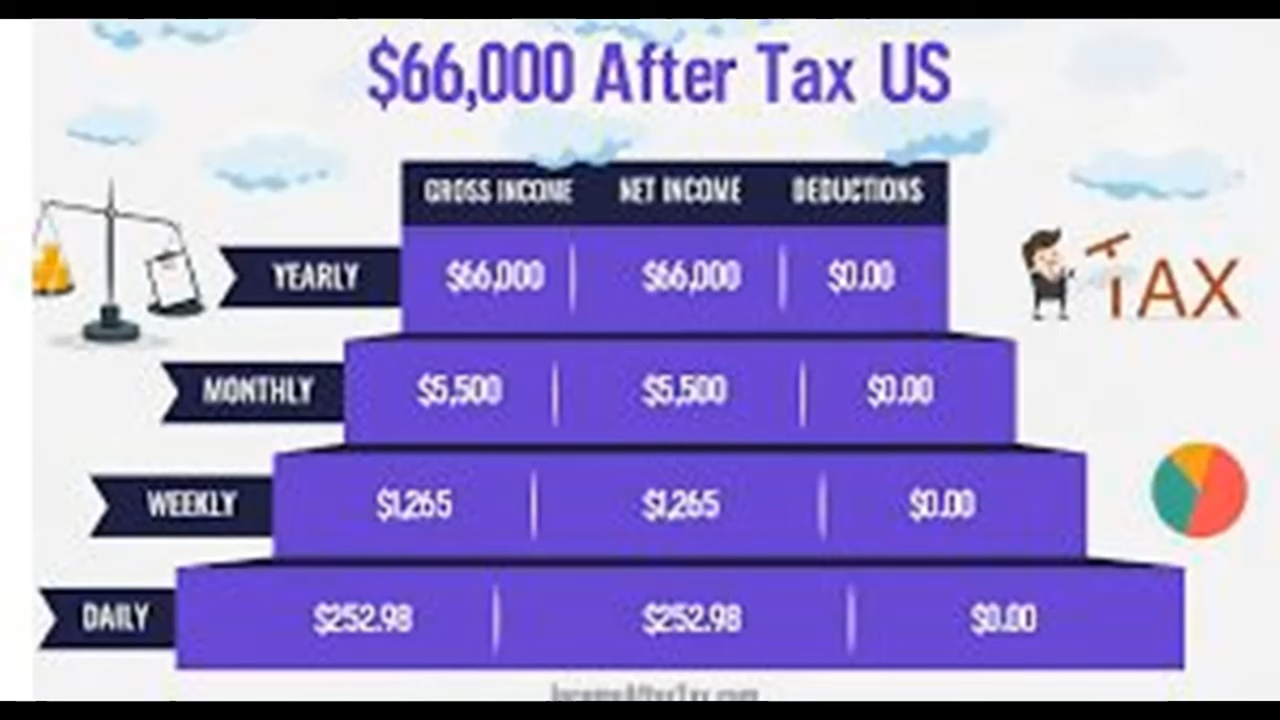 $66,000 After Tax US
GROSS INCOME NET INCOME DEDUCTIONS
YEARLY $66,000 $66,000 $0.00
TAX
MONTHLY $5,500 $5,500 $0.00
WEEKLY $1,265 $1,265 $0.00
DAILY $252.98 $252.98 $0.00